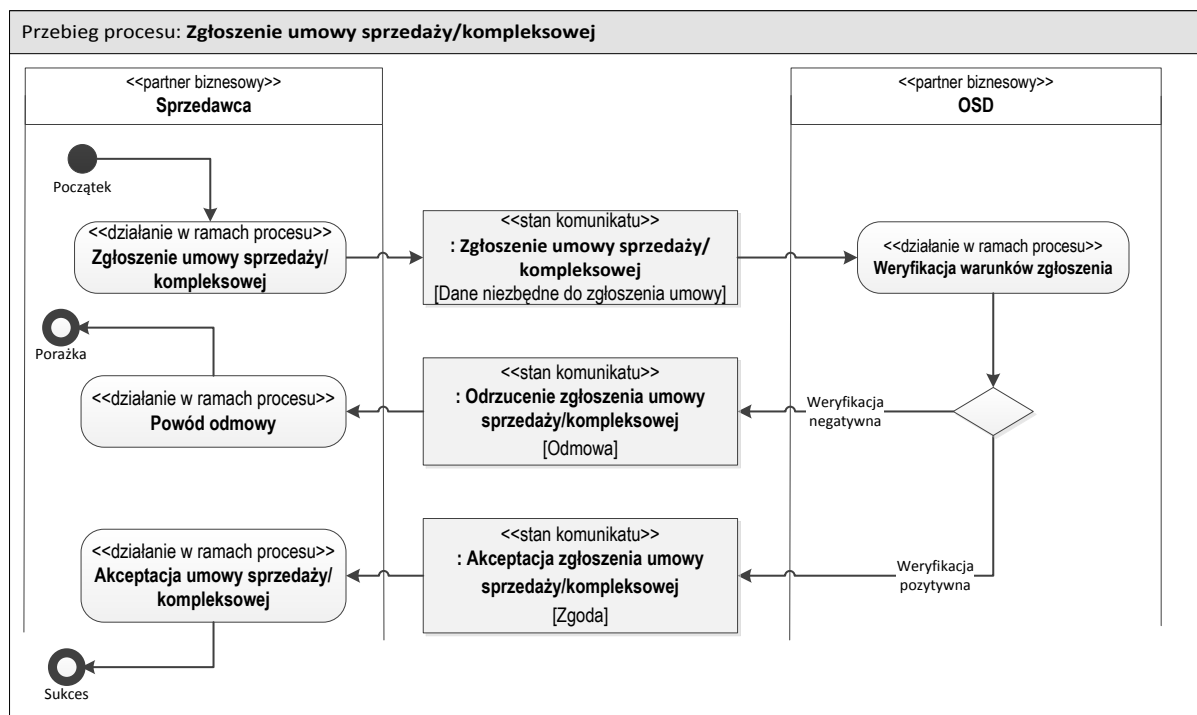 Przebieg procesu: Zgłoszenie umowy sprzedaży/kompleksowej
<<partner biznesowy>>
Sprzedawca
<<partner biznesowy>>
OSD
Początek
<<działanie w ramach procesu>>
Zgłoszenie umowy sprzedaży/
kompleksowej
<<stan komunikatu>>
: Zgłoszenie umowy sprzedaży/
kompleksowej
[Dane niezbędne do zgłoszenia umowy]
<<działanie w ramach procesu>>
Weryfikacja warunków zgłoszenia
Porażka
<<działanie w ramach procesu>>
Powód odmowy
<<stan komunikatu>>
: Odrzucenie zgłoszenia umowy
sprzedaży/kompleksowej
[Odmowa]
Weryfikacja
negatywna
<<działanie w ramach procesu>>
Akceptacja umowy sprzedaży/
kompleksowej
<<stan komunikatu>>
: Akceptacja zgłoszenia umowy
sprzedaży/kompleksowej
[Zgoda]
Weryfikacja
pozytywna
Sukces